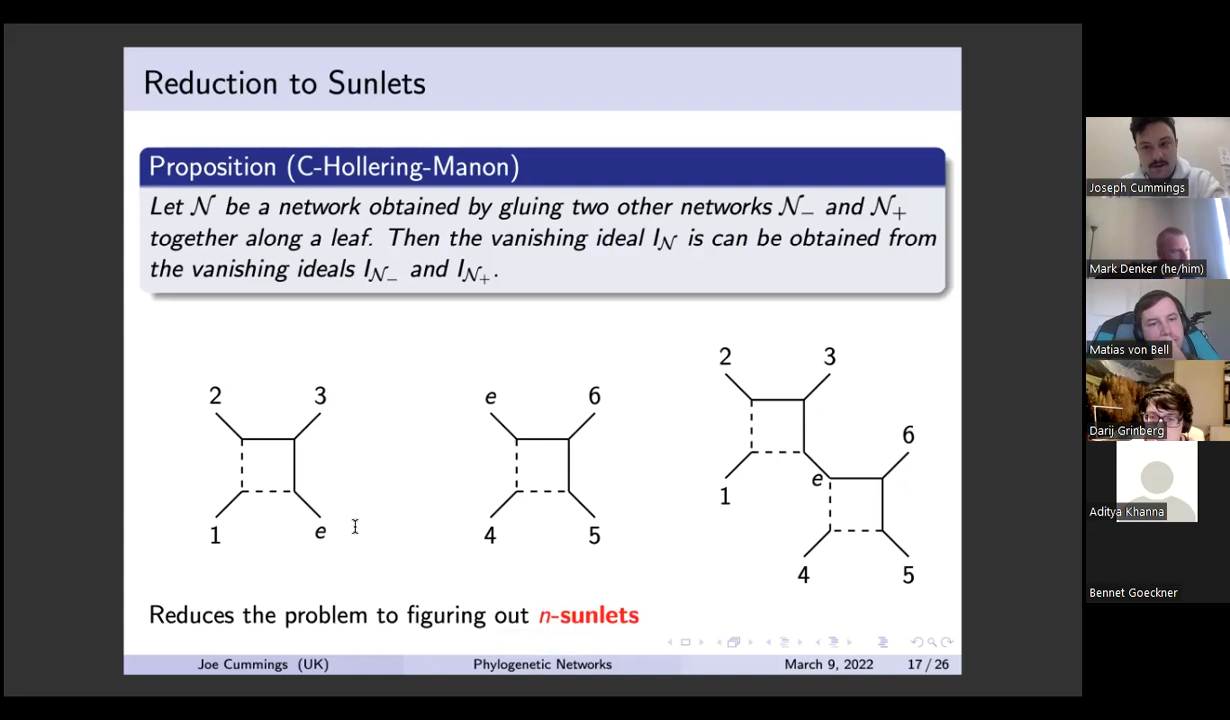 Reduction to Sunlets
Proposition (C-Hollering-Manon)
Let N be a network obtained by gluing two other networks N₋ and N₊
together along a leaf. Then the vanishing ideal I_N is can be obtained from
the vanishing ideals I_N₋ and I_N₊.
2 3
1 e
e 6
4 5
2 3
6
e
1
4 5
Reduces the problem to figuring out n-sunlets
Joe Cummings (UK) Phylogenetic Networks March 9, 2022 17 / 26
Joseph Cummings
Mark Denker (he/him)
Matias von Bell
Darij Grinberg
Aditya Khanna
Bennet Goeckner